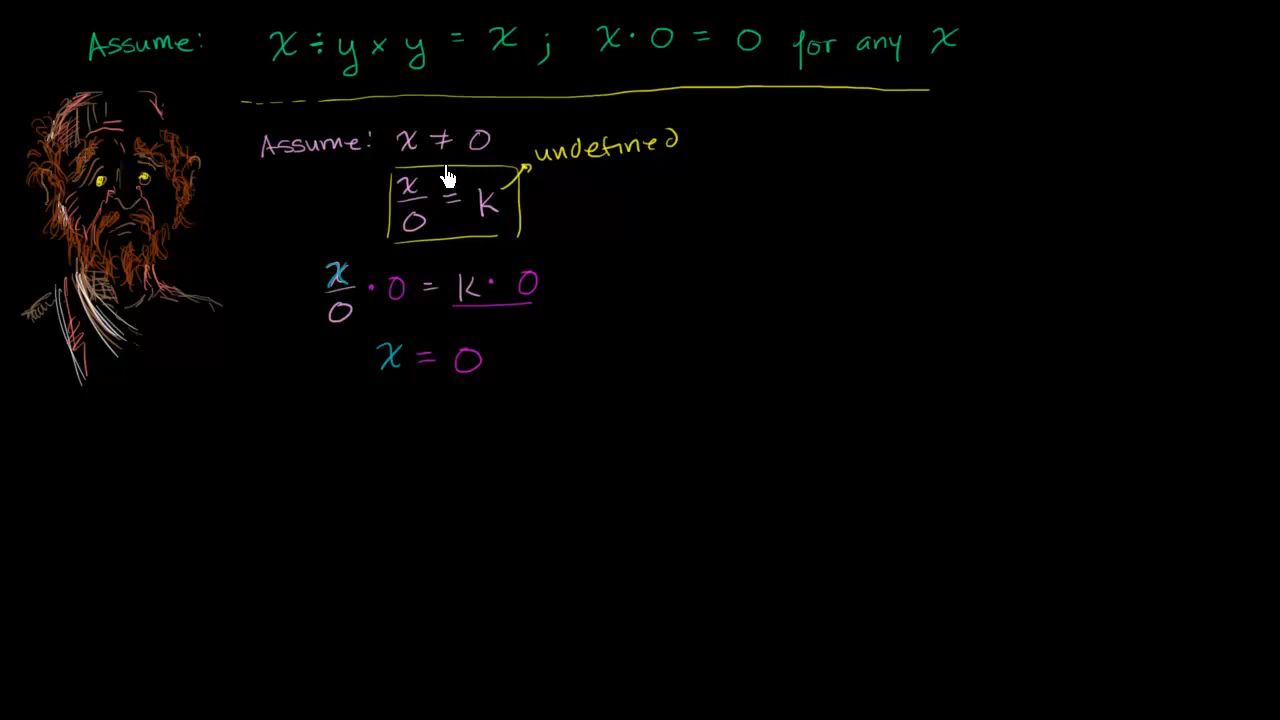 Assume: x ÷ y × y = x ; x · 0 = 0 for any x
Assume: x ≠ 0
x/0 = k → undefined
x/0 · 0 = k · 0
x = 0